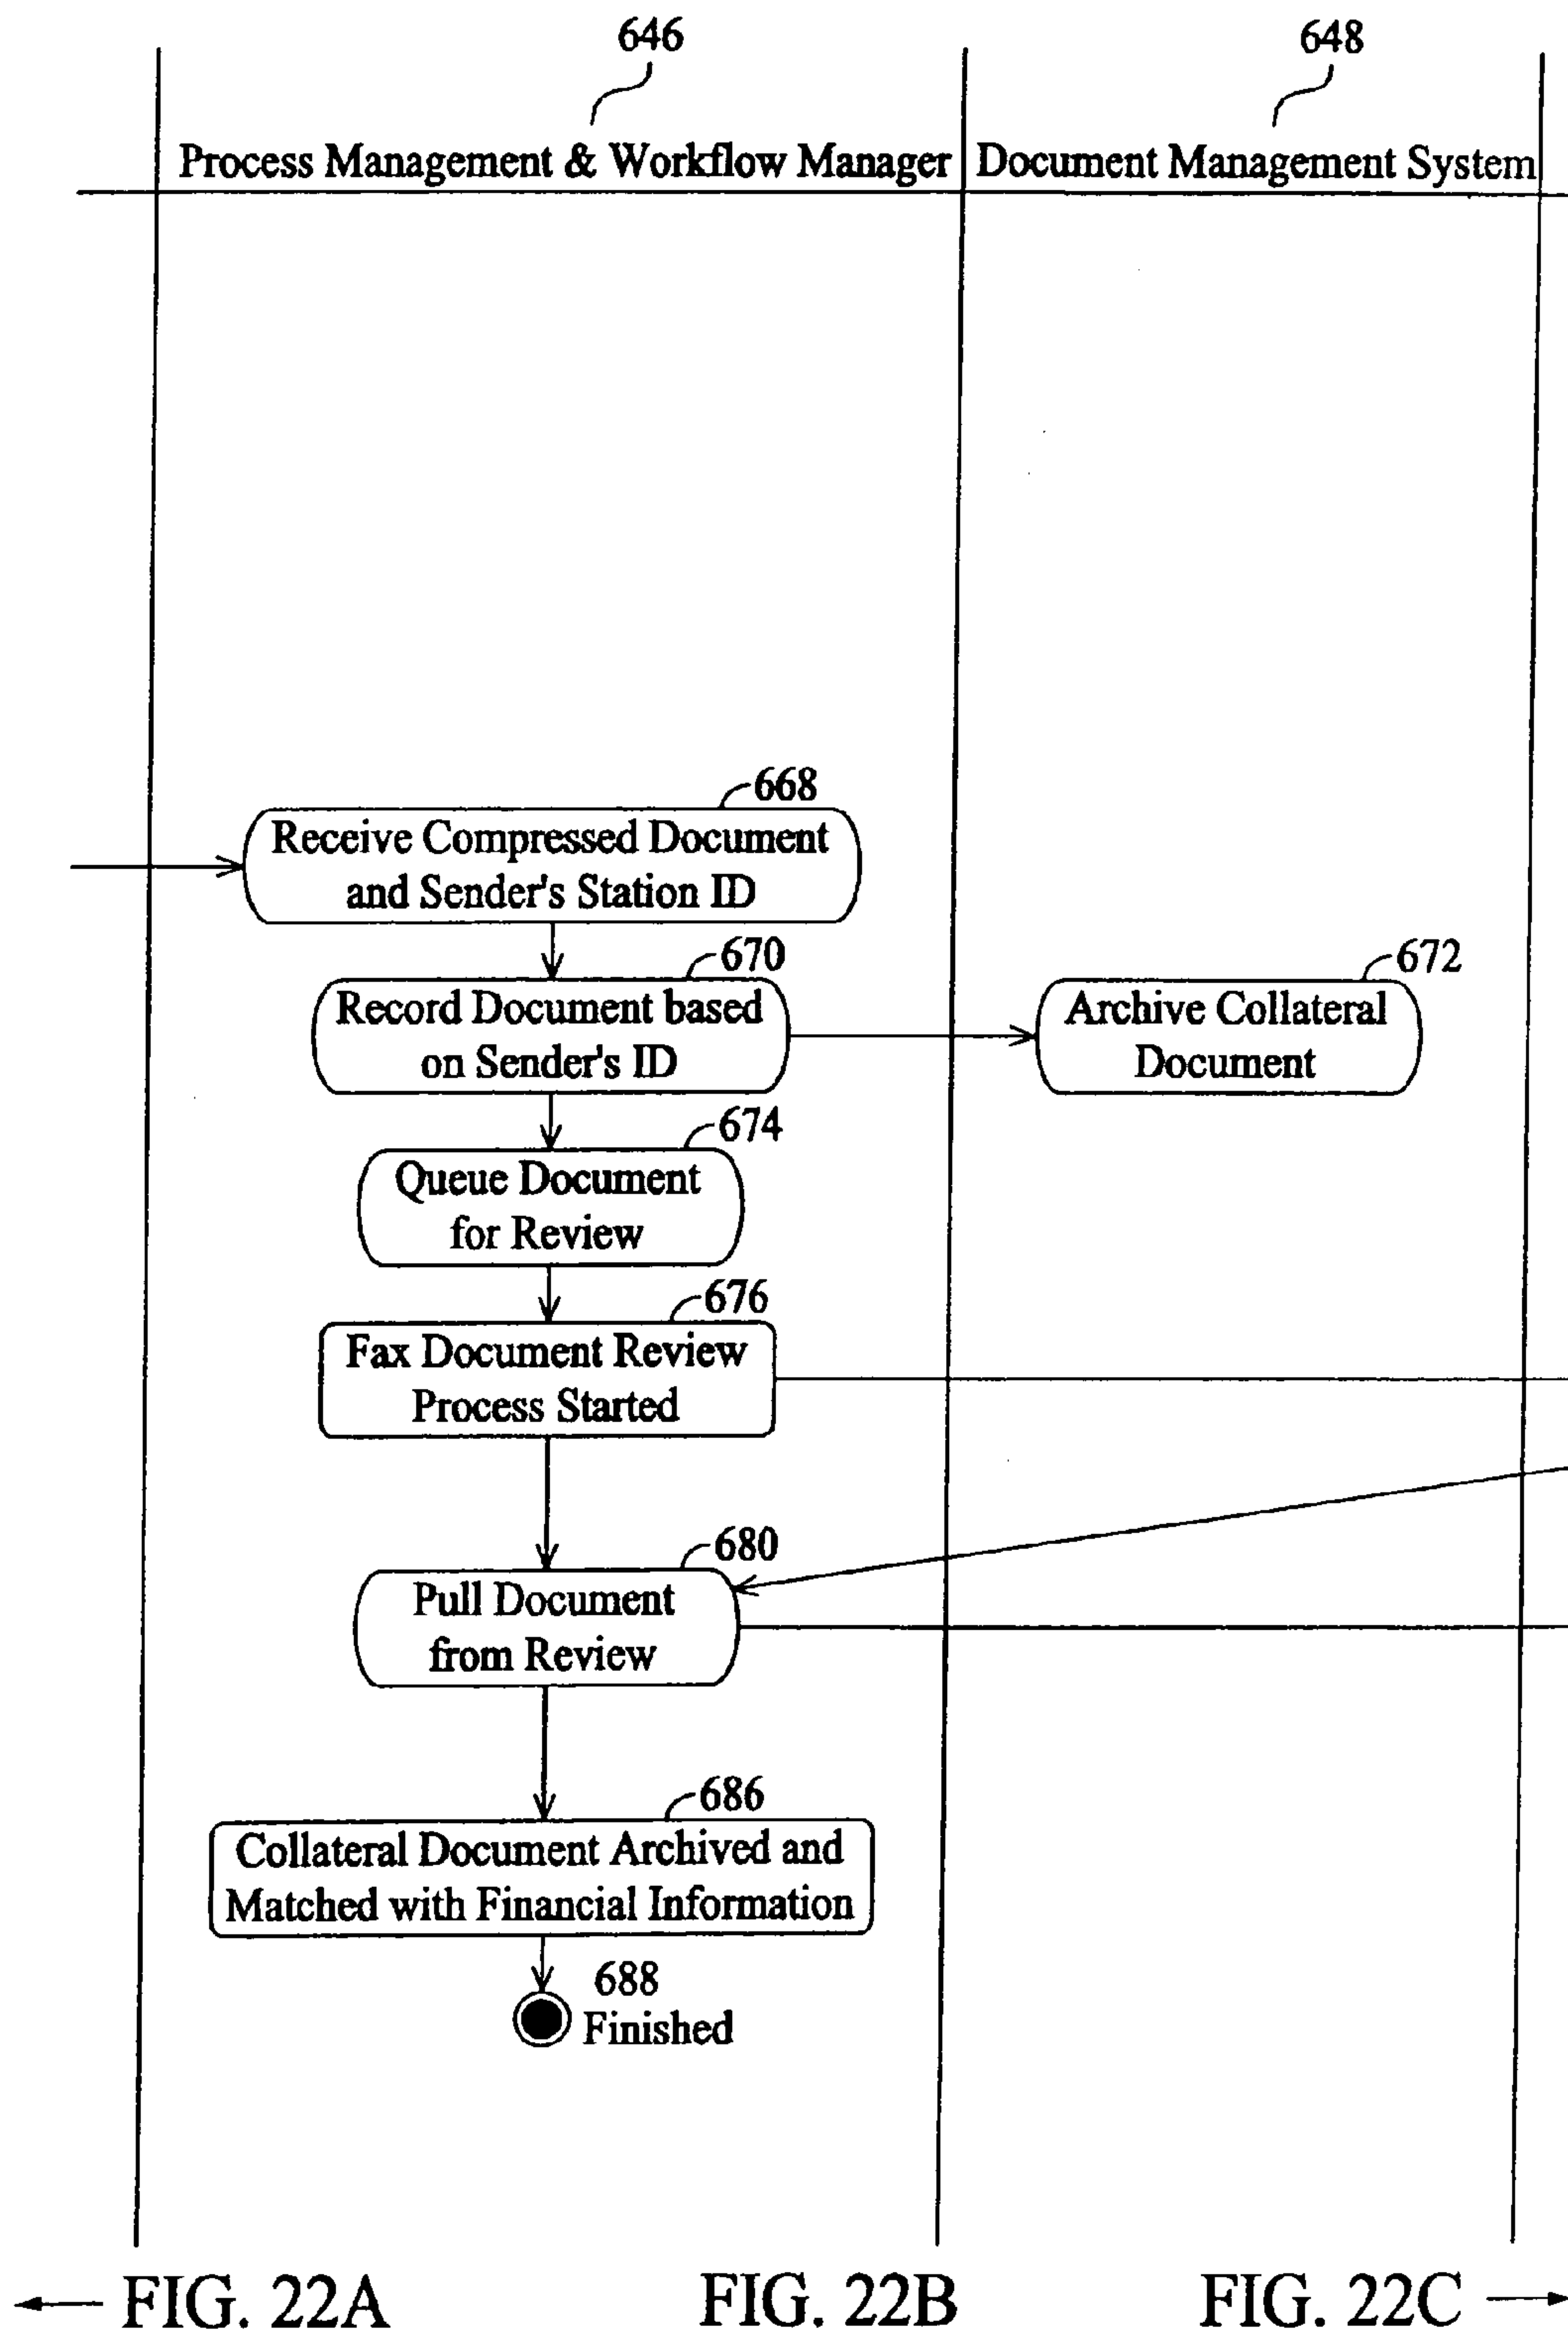 646
648
Process Management & Workflow Manager
Document Management System
668
Receive Compressed Document
and Sender's Station ID
670
Record Document based
on Sender's ID
672
Archive Collateral
Document
674
Queue Document
for Review
676
Fax Document Review
Process Started
680
Pull Document
from Review
686
Collateral Document Archived and
Matched with Financial Information
688
Finished
FIG. 22A
FIG. 22B
FIG. 22C